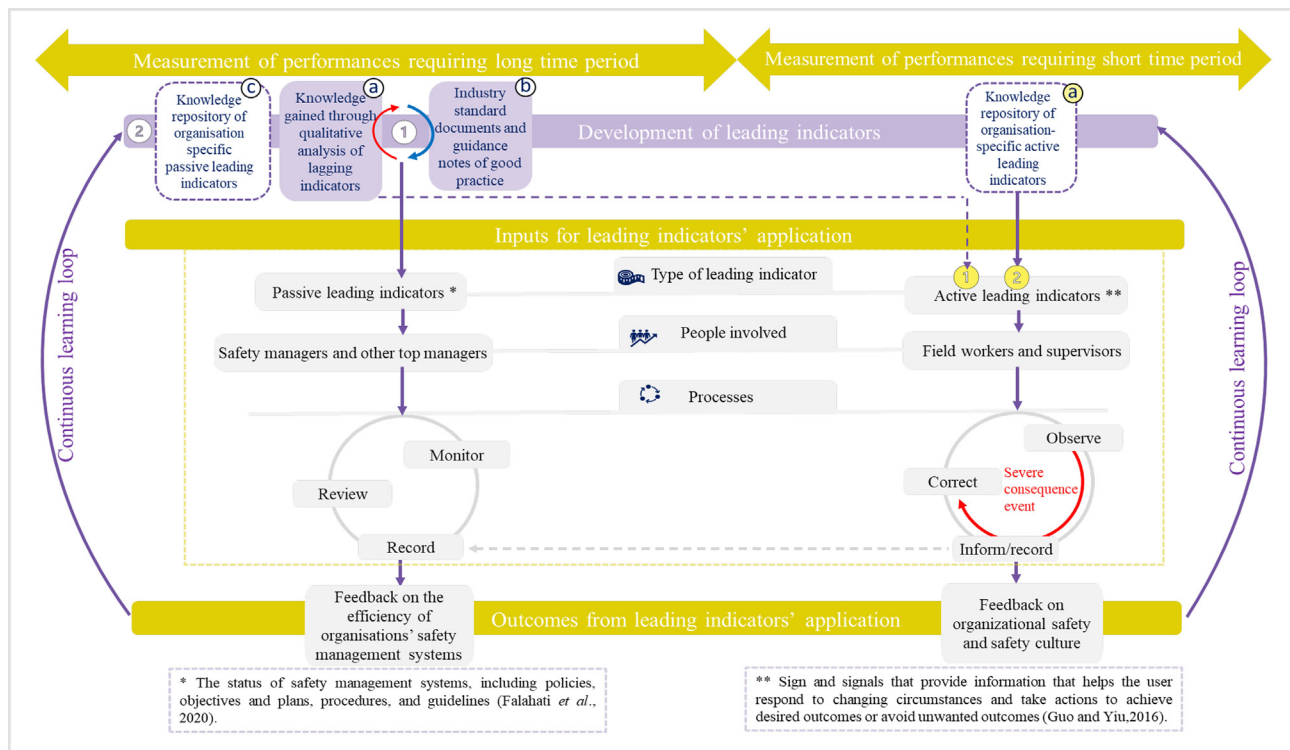 Measurement of performances requiring long time period
Measurement of performances requiring short time period
2
c
Knowledge
repository of
organisation
specific
passive leading
indicators
a
Knowledge
gained through
qualitative
analysis of
lagging
indicators
1
b
Industry
standard
documents and
guidance
notes of good
practice
Development of leading indicators
a
Knowledge
repository of
organisation-
specific active
leading
indicators
Continuous learning loop
Continuous learning loop
Inputs for leading indicators' application
Passive leading indicators *
Type of leading indicator
1
2
Active leading indicators **
Safety managers and other top managers
People involved
Field workers and supervisors
Processes
Monitor
Review
Record
Observe
Correct
Severe
consequence
event
Inform/record
Outcomes from leading indicators' application
Feedback on the
efficiency of
organisations' safety
management systems
Feedback on
organizational safety
and safety culture
* The status of safety management systems, including policies,
objectives and plans, procedures, and guidelines (Falahati et al.,
2020).
** Sign and signals that provide information that helps the user
respond to changing circumstances and take actions to achieve
desired outcomes or avoid unwanted outcomes (Guo and Yiu,2016).